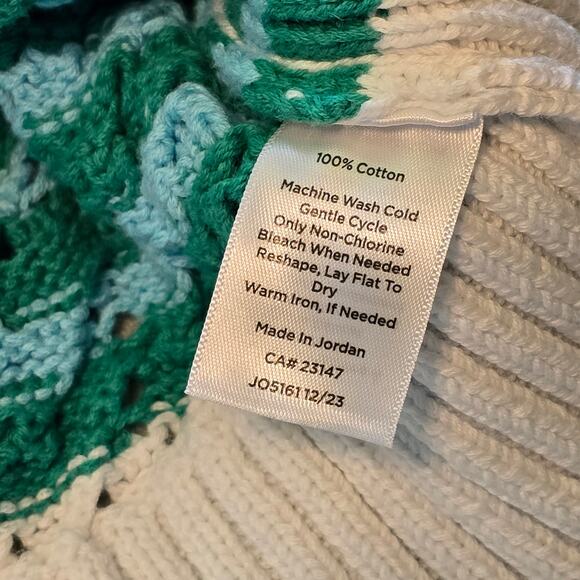 100% Cotton
Machine Wash Cold
Gentle Cycle
Only Non-Chlorine
Bleach When Needed
Reshape, Lay Flat To
Dry
Warm Iron, If Needed
Made In Jordan
CA# 23147
JO5161 12/23